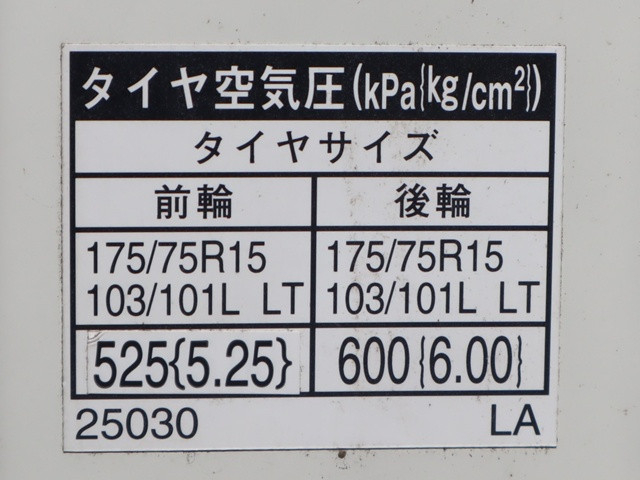 タイヤ空気圧(kPa{kg/cm²})
タイヤサイズ
前輪 後輪
175/75R15 175/75R15
103/101L LT 103/101L LT
525{5.25} 600{6.00}
25030 LA